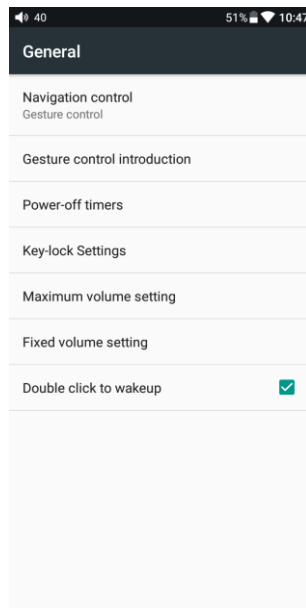 40 51% 10:47
General
Navigation control
Gesture control
Gesture control introduction
Power-off timers
Key-lock Settings
Maximum volume setting
Fixed volume setting
Double click to wakeup